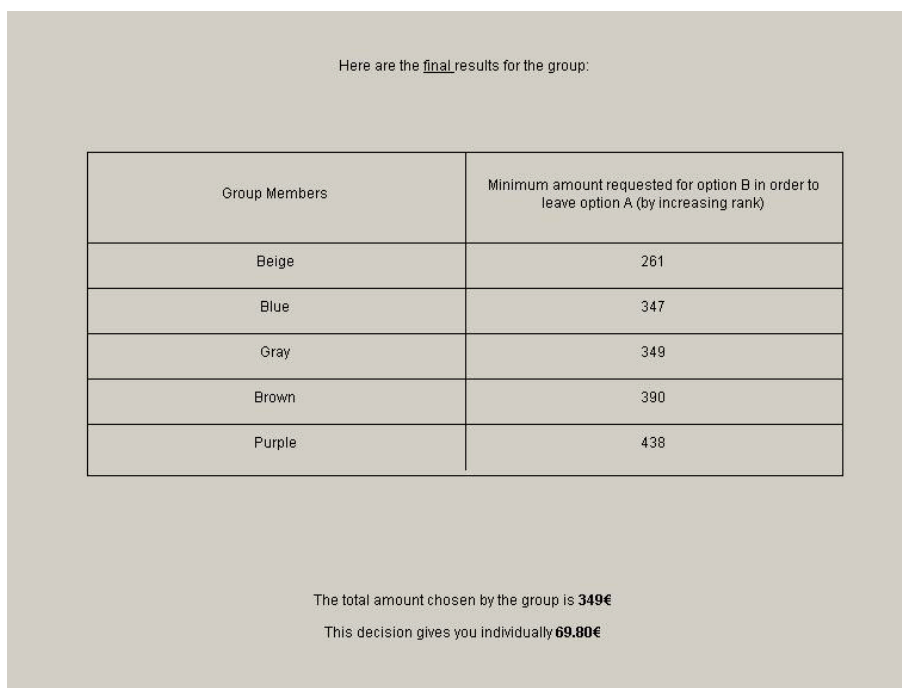 Here are the final results for the group:
Group Members
Minimum amount requested for option B in order to
leave option A (by increasing rank)
Beige 261
Blue 347
Gray 349
Brown 390
Purple 438
The total amount chosen by the group is 349€
This decision gives you individually 69.80€